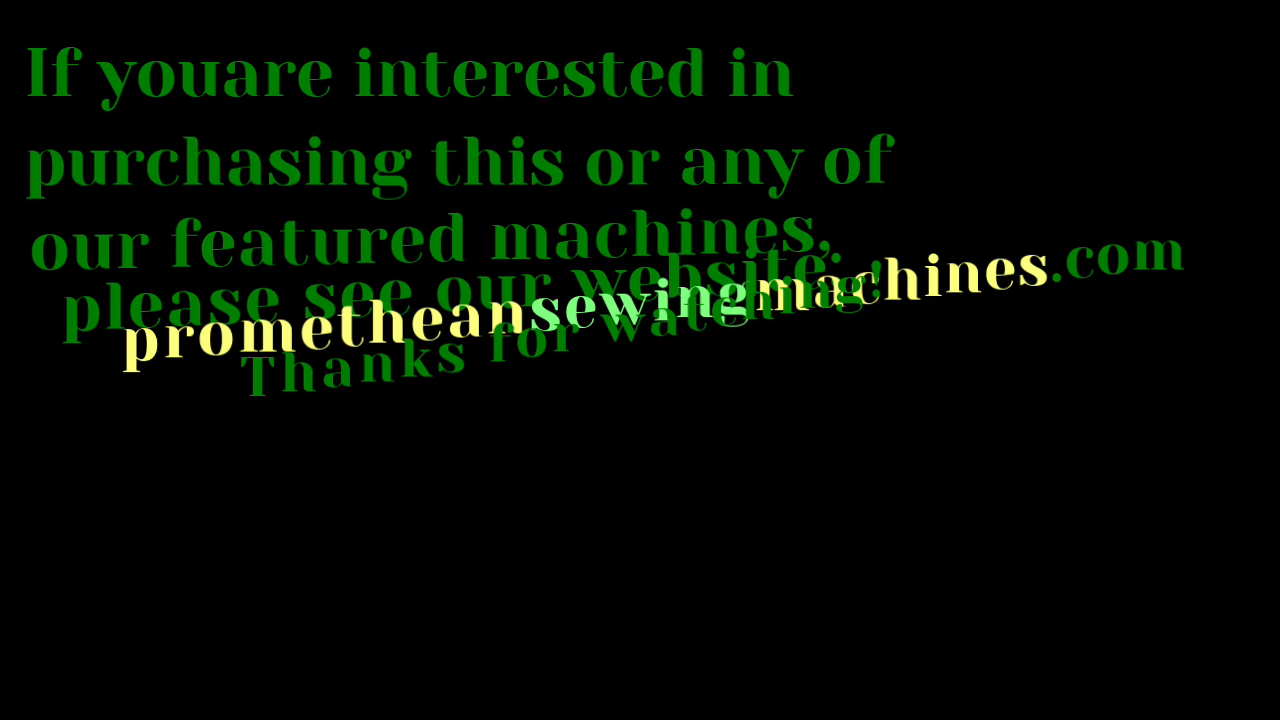 If youare interested in
purchasing this or any of
our featured machines,
please see our website:
prometheansewingmachines.com
Thanks for watching!